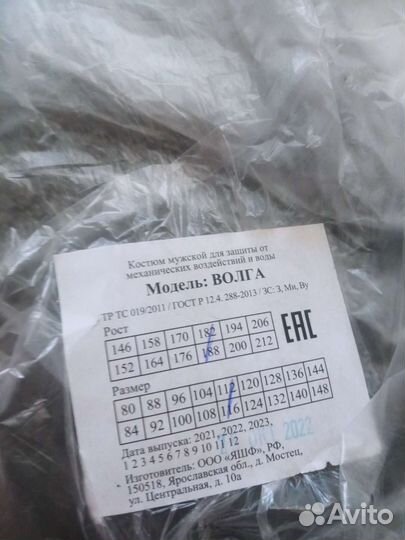 Костюм мужской для защиты от
механических воздействий и воды
Модель: ВОЛГА
ТР ТС 019/2011 / ГОСТ Р 12.4. 288-2013 / ЗС: З, Ми, Ву
Рост
146 158 170 182 194 206
152 164 176 188 200 212
EAC
Размер
80 88 96 104 112 120 128 136 144
84 92 100 108 116 124 132 140 148
Дата выпуска: 2021, 2022, 2023,
1 2 3 4 5 6 7 8 9 10 11 12
ОКТ 2022
Изготовитель: ООО «ЯШФ», РФ,
150518, Ярославская обл., д. Мостец,
ул. Центральная, д. 10а
Avito